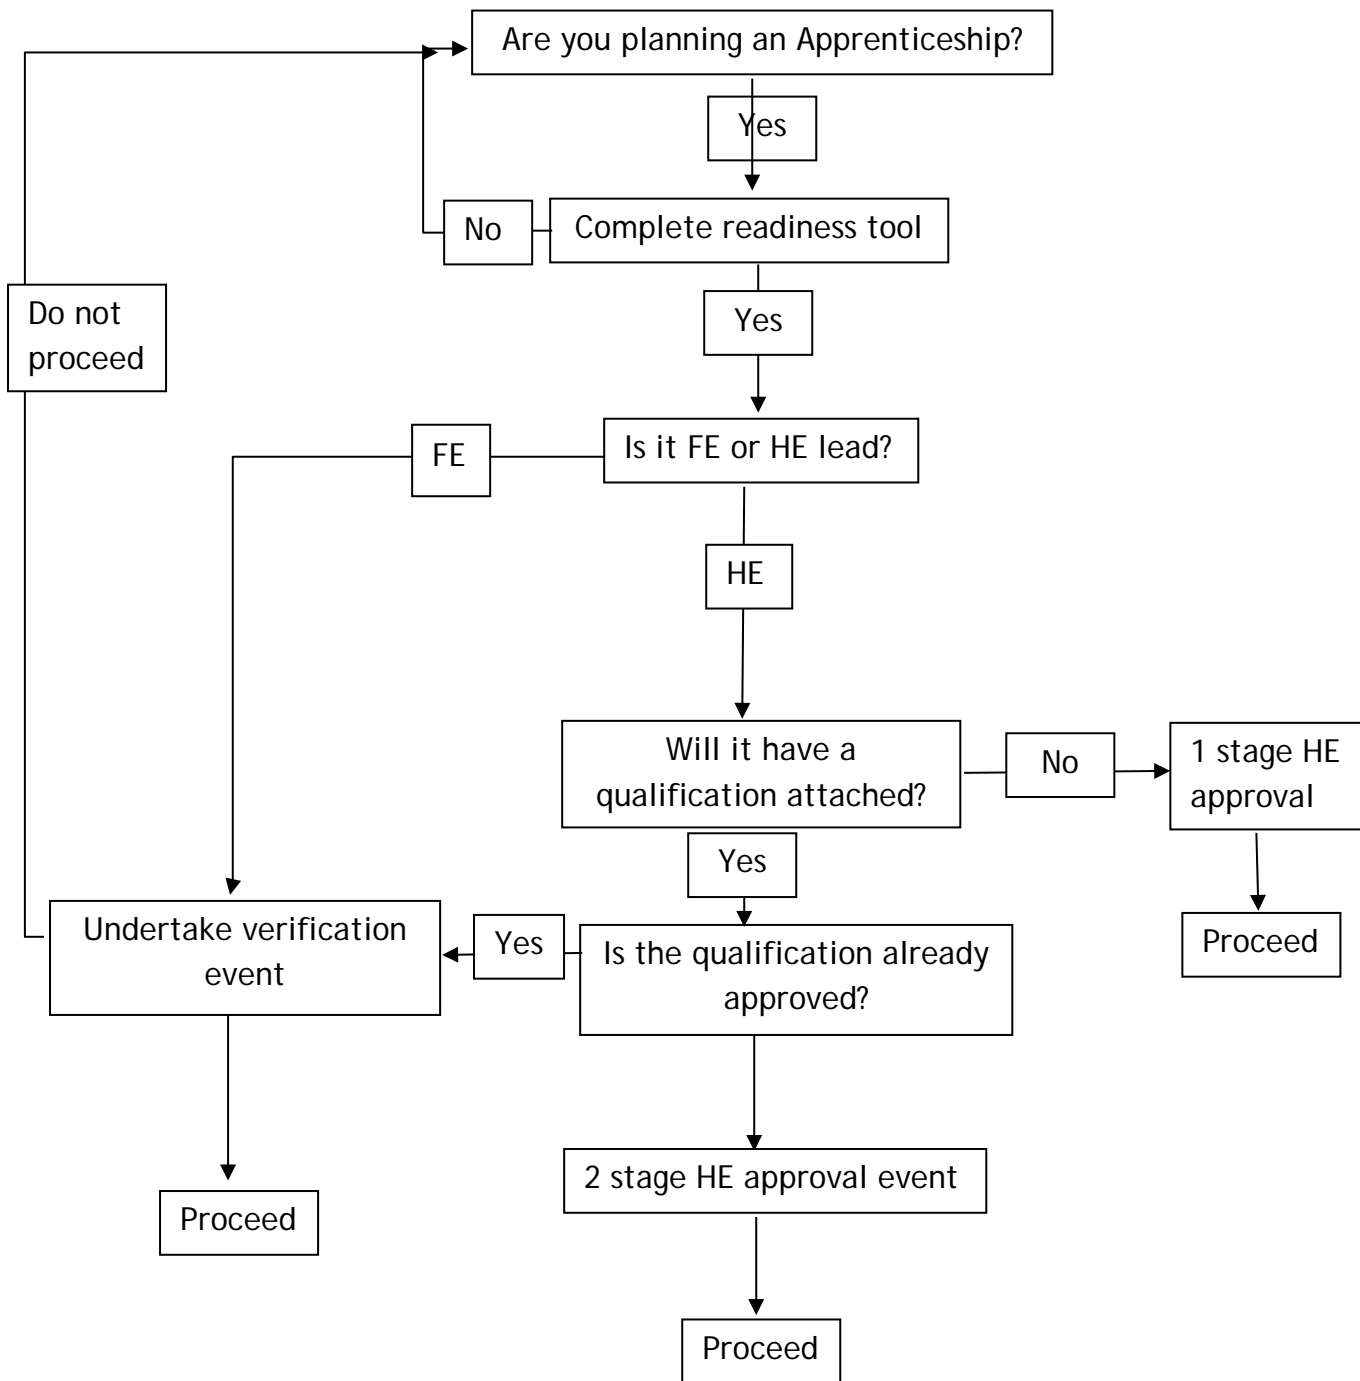 Are you planning an Apprenticeship?
Yes
No
Complete readiness tool
Do not
proceed
Yes
FE
Is it FE or HE lead?
HE
Will it have a
qualification attached?
No
1 stage HE
approval
Yes
Undertake verification
event
Yes
Is the qualification already
approved?
Proceed
2 stage HE approval event
Proceed
Proceed